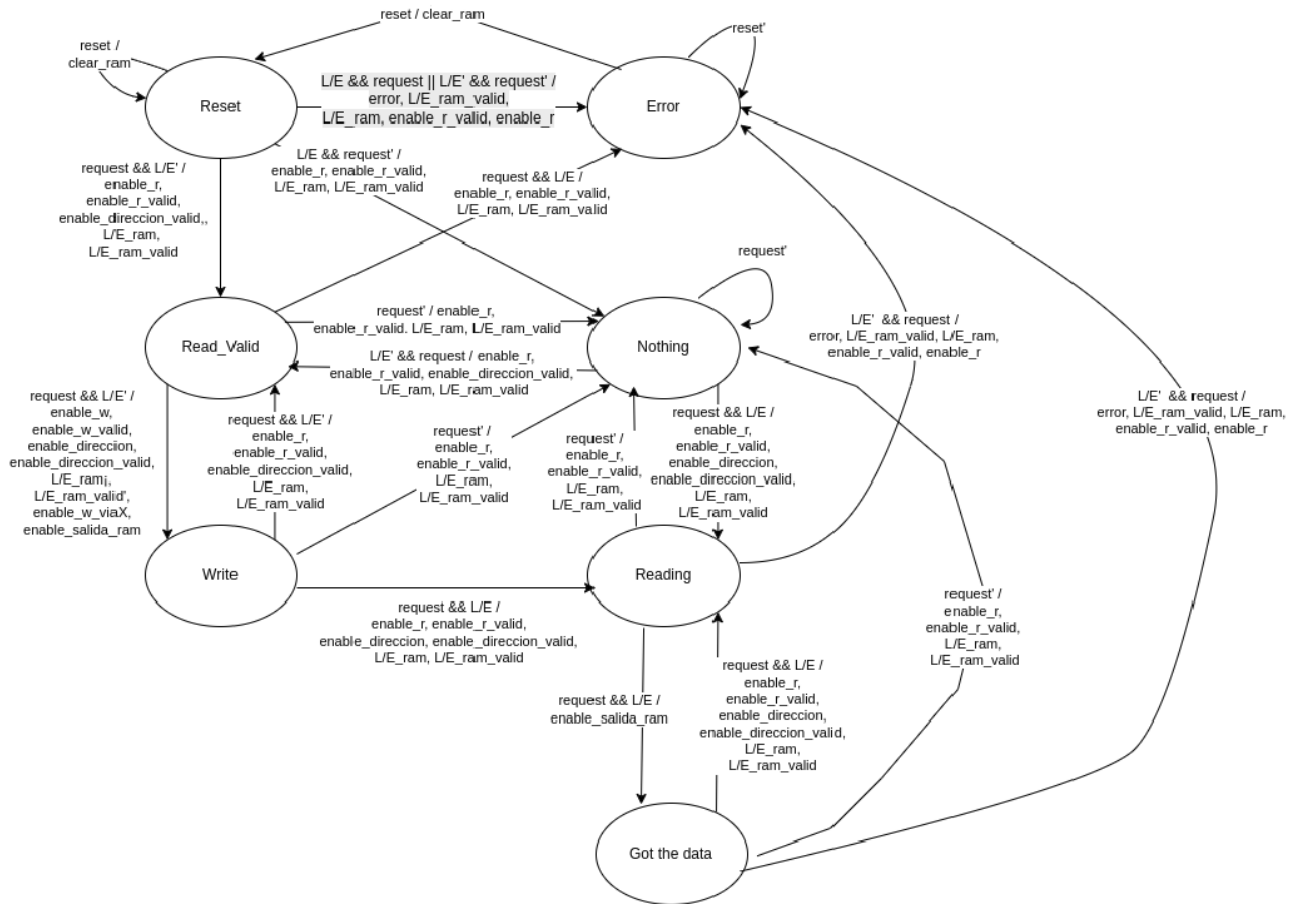 reset / clear_ram
reset'
reset /
clear_ram
Reset
L/E && request || L/E' && request' /
error, L/E_ram_valid,
L/E_ram, enable_r_valid, enable_r
Error
L/E && request' /
enable_r, enable_r_valid,
L/E_ram, L/E_ram_valid
request && L/E' /
enable_r,
enable_r_valid,
enable_direccion_valid,,
L/E_ram,
L/E_ram_valid
request && L/E /
enable_r, enable_r_valid,
L/E_ram, L/E_ram_valid
request'
Read_Valid
request' / enable_r,
enable_r_valid. L/E_ram, L/E_ram_valid
Nothing
L/E' && request / enable_r,
enable_r_valid, enable_direccion_valid,
L/E_ram, L/E_ram_valid
L/E' && request /
error, L/E_ram_valid, L/E_ram,
enable_r_valid, enable_r
L/E' && request /
error, L/E_ram_valid, L/E_ram,
enable_r_valid, enable_r
request && L/E' /
enable_w,
enable_w_valid,
enable_direccion,
enable_direccion_valid,
L/E_ram¡,
L/E_ram_valid',
enable_w_viaX,
enable_salida_ram
request && L/E' /
enable_r,
enable_r_valid,
enable_direccion_valid,
L/E_ram,
L/E_ram_valid
request' /
enable_r,
enable_r_valid,
L/E_ram,
L/E_ram_valid
request' /
enable_r,
enable_r_valid,
L/E_ram,
L/E_ram_valid
request && L/E /
enable_r,
enable_r_valid,
enable_direccion,
enable_direccion_valid,
L/E_ram,
L/E_ram_valid
Write
Reading
request && L/E /
enable_r, enable_r_valid,
enable_direccion, enable_direccion_valid,
L/E_ram, L/E_ram_valid
request' /
enable_r,
enable_r_valid,
L/E_ram,
L/E_ram_valid
request && L/E /
enable_salida_ram
request && L/E /
enable_r,
enable_r_valid,
enable_direccion,
enable_direccion_valid,
L/E_ram,
L/E_ram_valid
Got the data